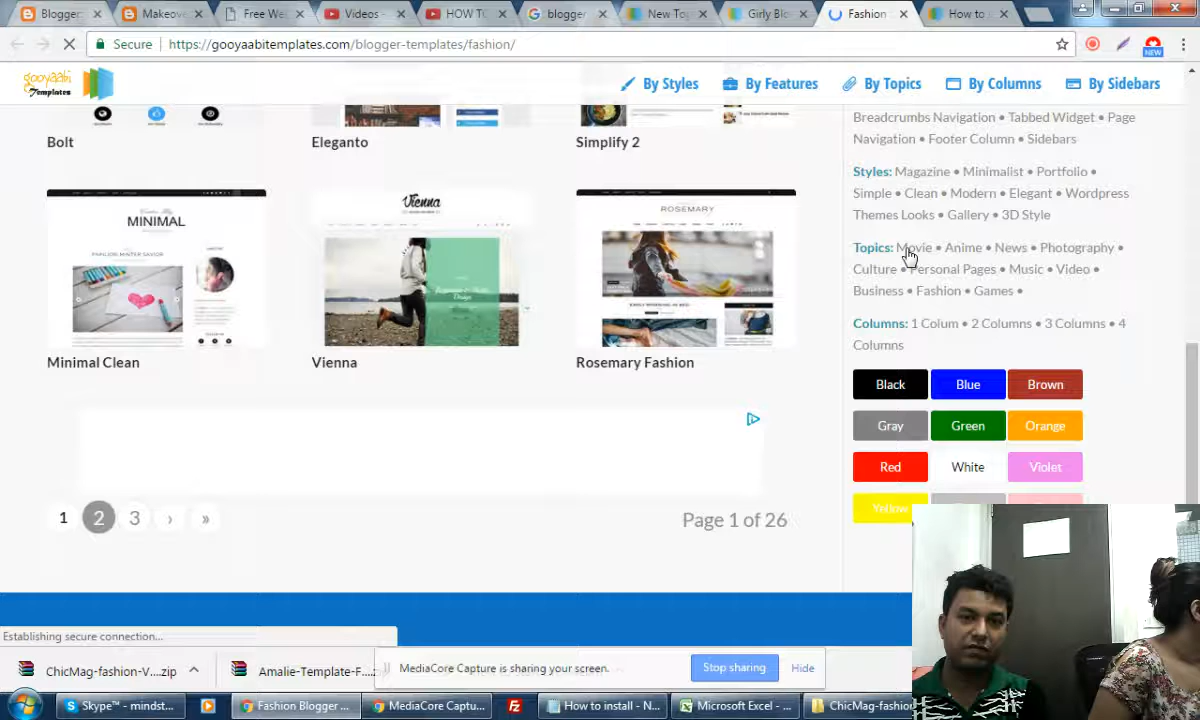 Blogger
Makeove
Free We
Videos -
HOW TO
blogger
New To
Girly Blo
Fashion
How to
Secure
https://gooyaabitemplates.com/blogger-templates/fashion/
NEW
gooyaabi
Templates
By Styles
By Features
By Topics
By Columns
By Sidebars
Bolt
Eleganto
Simplify 2
MINIMAL
Vienna
ROSEMARY
Minimal Clean
Vienna
Rosemary Fashion
1 2 3 › »
Page 1 of 26
Breadcrumbs Navigation • Tabbed Widget • Page
Navigation • Footer Column • Sidebars
Styles: Magazine • Minimalist • Portfolio •
Simple • Clean • Modern • Elegant • Wordpress
Themes Looks • Gallery • 3D Style
Topics: Movie • Anime • News • Photography •
Culture • Personal Pages • Music • Video •
Business • Fashion • Games •
Columns: 1 Colum • 2 Columns • 3 Columns • 4
Columns
Black Blue Brown
Gray Green Orange
Red White Violet
Yellow
Establishing secure connection...
ChicMag-fashion-V....zip
Amalie-Template-F....z
MediaCore Capture is sharing your screen.
Stop sharing
Hide
Skype™ - mindst...
Fashion Blogger ...
MediaCore Captu...
How to install - N...
Microsoft Excel - ...
ChicMag-fashion